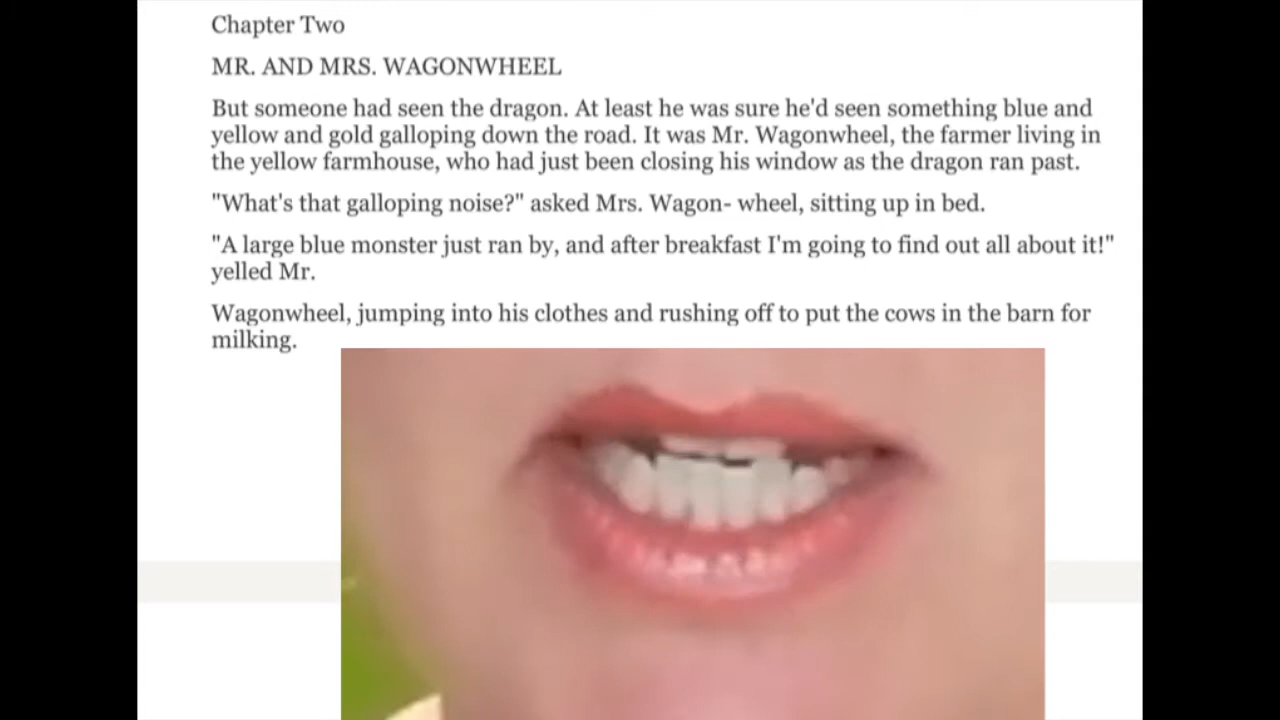 Chapter Two
MR. AND MRS. WAGONWHEEL
But someone had seen the dragon. At least he was sure he'd seen something blue and
yellow and gold galloping down the road. It was Mr. Wagonwheel, the farmer living in
the yellow farmhouse, who had just been closing his window as the dragon ran past.
"What's that galloping noise?" asked Mrs. Wagon- wheel, sitting up in bed.
"A large blue monster just ran by, and after breakfast I'm going to find out all about it!"
yelled Mr.
Wagonwheel, jumping into his clothes and rushing off to put the cows in the barn for
milking.